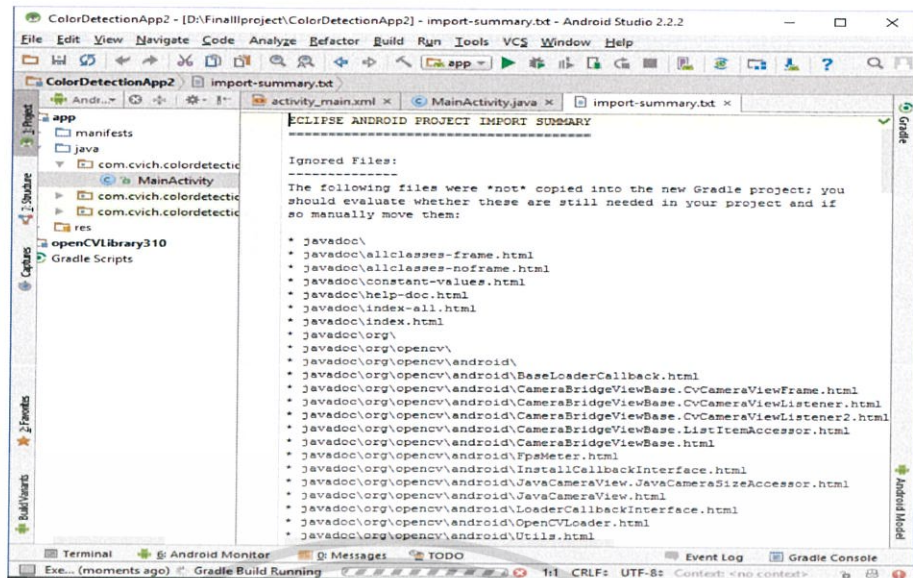 ColorDetectionApp2 - [D:\FinalIlproject\ColorDetectionApp2] - import-summary.txt - Android Studio 2.2.2
File Edit View Navigate Code Analyze Refactor Build Run Tools VCS Window Help
app
ColorDetectionApp2 import-summary.txt
Andr... activity_main.xml MainActivity.java import-summary.txt
1: Project
2: Structure
Captures
2: Favorites
Build Variants
app
manifests
java
com.cvich.colordetectic
MainActivity
com.cvich.colordetectic
com.cvich.colordetectic
res
openCVLibrary310
Gradle Scripts
ECLIPSE ANDROID PROJECT IMPORT SUMMARY
======================================
Ignored Files:
--------------
The following files were *not* copied into the new Gradle project; you
should evaluate whether these are still needed in your project and if
so manually move them:
* javadoc\
* javadoc\allclasses-frame.html
* javadoc\allclasses-noframe.html
* javadoc\constant-values.html
* javadoc\help-doc.html
* javadoc\index-all.html
* javadoc\index.html
* javadoc\org\
* javadoc\org\opencv\
* javadoc\org\opencv\android\
* javadoc\org\opencv\android\BaseLoaderCallback.html
* javadoc\org\opencv\android\CameraBridgeViewBase.CvCameraViewFrame.html
* javadoc\org\opencv\android\CameraBridgeViewBase.CvCameraViewListener.html
* javadoc\org\opencv\android\CameraBridgeViewBase.CvCameraViewListener2.html
* javadoc\org\opencv\android\CameraBridgeViewBase.ListItemAccessor.html
* javadoc\org\opencv\android\CameraBridgeViewBase.html
* javadoc\org\opencv\android\FpsMeter.html
* javadoc\org\opencv\android\InstallCallbackInterface.html
* javadoc\org\opencv\android\JavaCameraView.JavaCameraSizeAccessor.html
* javadoc\org\opencv\android\JavaCameraView.html
* javadoc\org\opencv\android\LoaderCallbackInterface.html
* javadoc\org\opencv\android\OpenCVLoader.html
* javadoc\org\opencv\android\Utils.html
Gradle
Android Model
Terminal 6: Android Monitor 0: Messages TODO Event Log Gradle Console
Exe... (moments ago) Gradle Build Running 1:1 CRLF÷ UTF-8÷ Context: <no context>